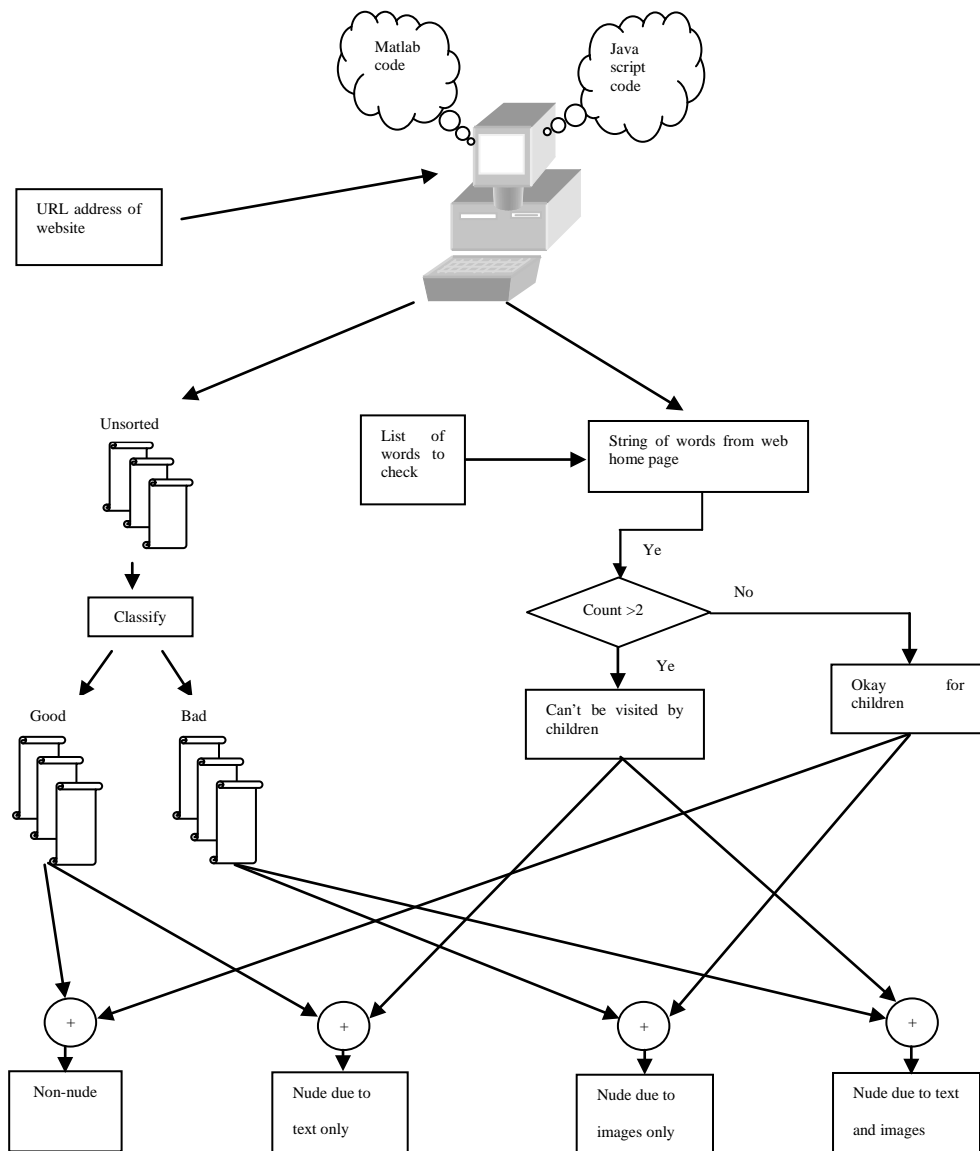 Matlab
code
Java
script
code
URL address of
website
Unsorted
List of
words to
check
String of words from web
home page
Ye
Classify
Count >2
No
Ye
Good
Bad
Can't be visited by
children
Okay for
children
+
+
+
+
Non-nude
Nude due to
text only
Nude due to
images only
Nude due to text
and images